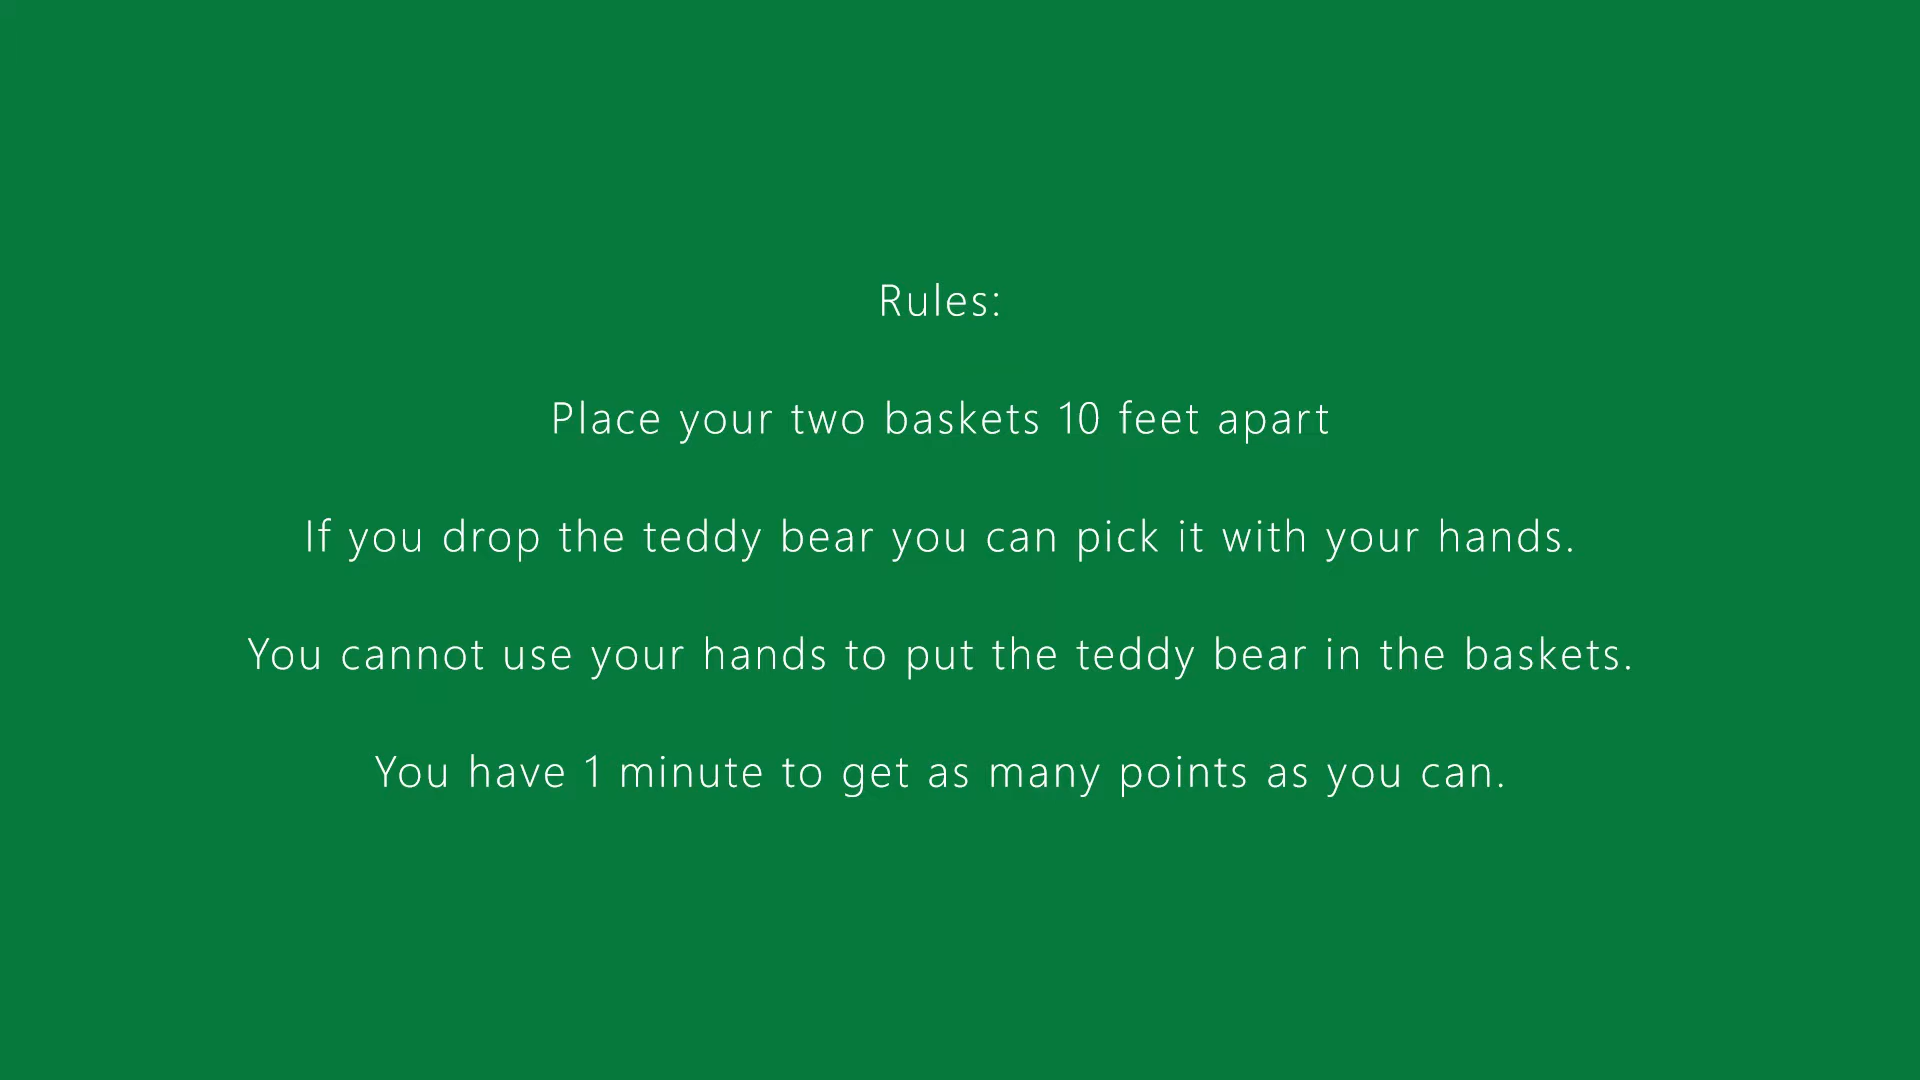 Rules:
Place your two baskets 10 feet apart
If you drop the teddy bear you can pick it with your hands.
You cannot use your hands to put the teddy bear in the baskets.
You have 1 minute to get as many points as you can.